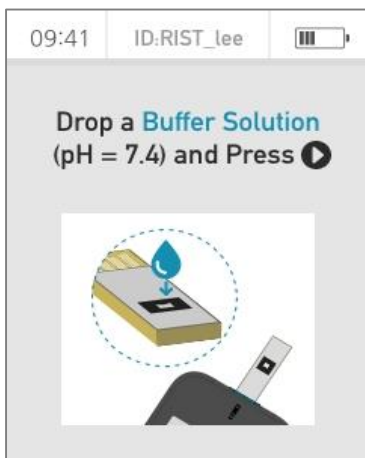 09:41 ID:RIST_lee
Drop a Buffer Solution
(pH = 7.4) and Press